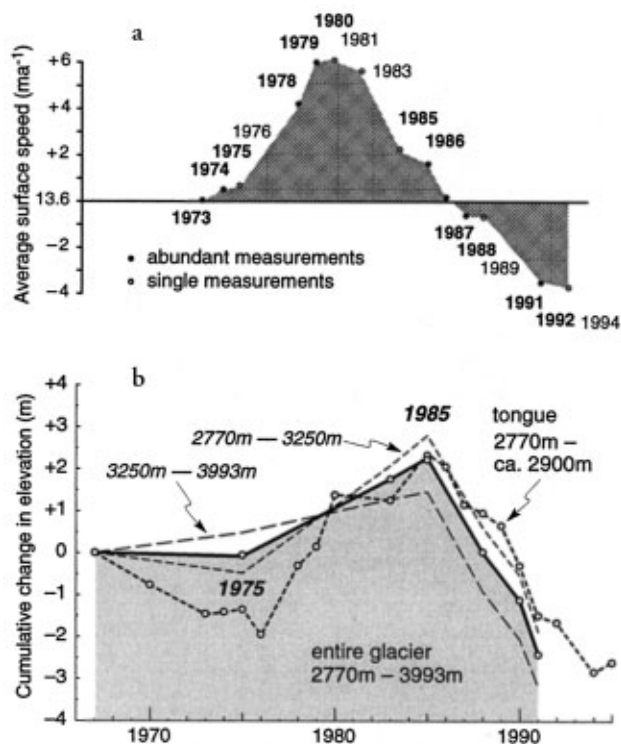 a
Average surface speed (ma-1)
+6
+4
+2
13.6
−2
−4
1980
1979
1981
1983
1978
1985
1976
1975
1986
1974
1973
1987
1988
1989
1991
1992
1994
abundant measurements
single measurements
b
Cumulative change in elevation (m)
+4
+3
+2
+1
0
−1
−2
−3
−4
1985
2770m — 3250m
3250m — 3993m
tongue
2770m –
ca. 2900m
1975
entire glacier
2770m – 3993m
1970
1980
1990